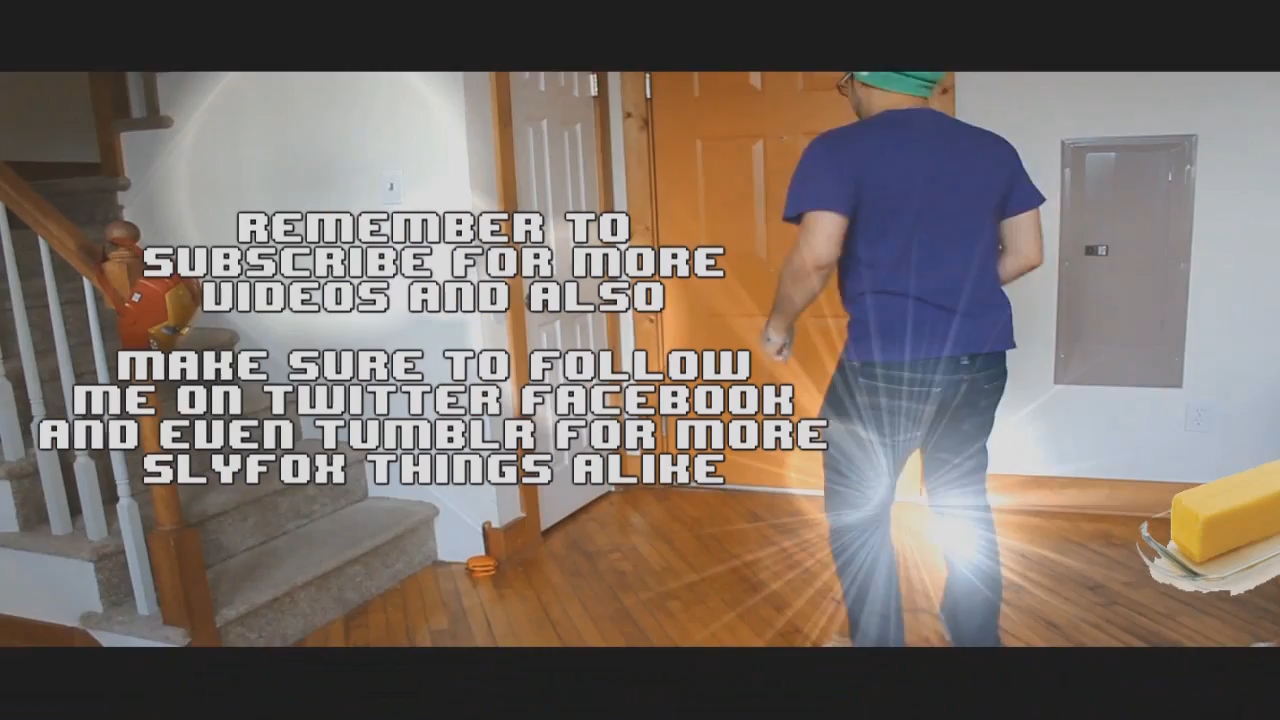 REMEMBER TO
SUBSCRIBE FOR MORE
VIDEOS AND ALSO
MAKE SURE TO FOLLOW
ME ON TWITTER FACEBOOK
AND EVEN TUMBLR FOR MORE
SLYFOX THINGS ALIKE